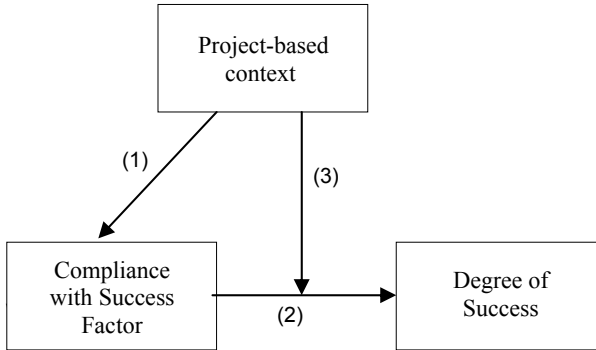 Project-based
context
(1)
(3)
Compliance
with Success
Factor
(2)
Degree of
Success